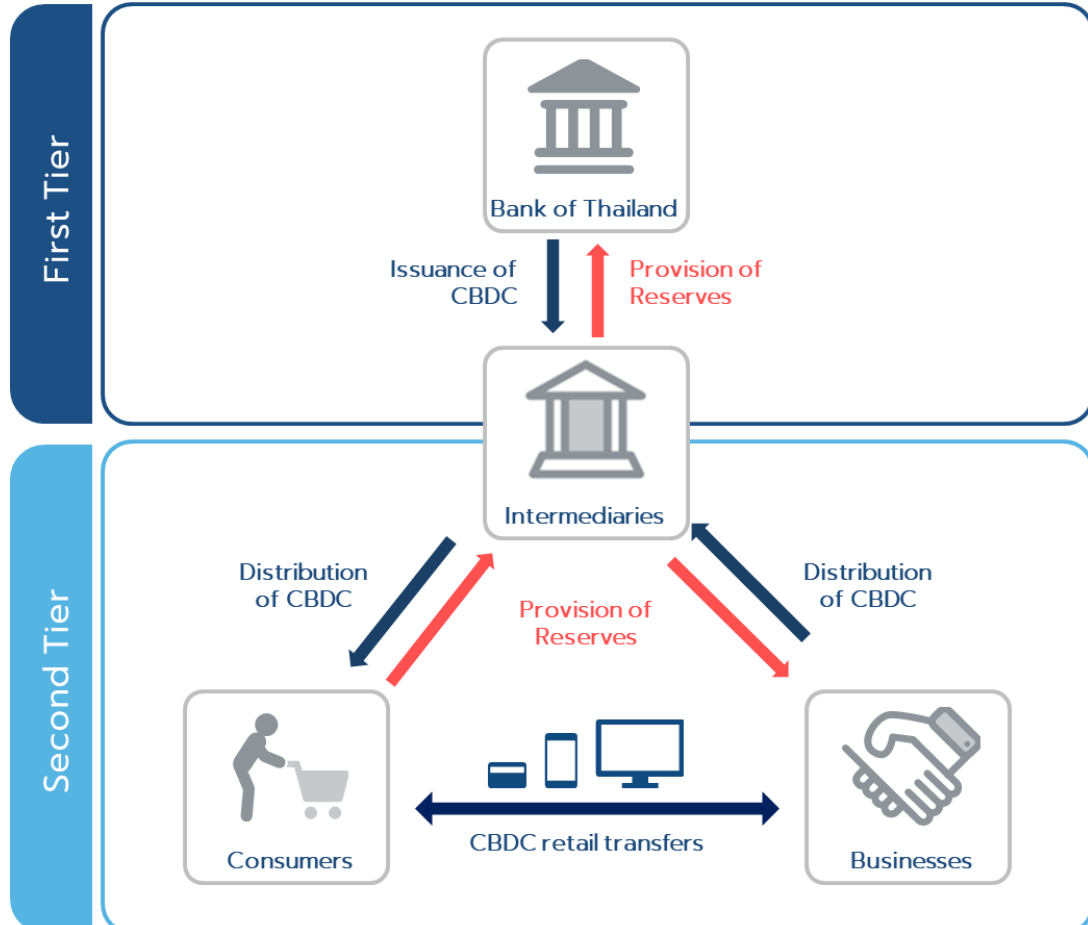 First Tier
Bank of Thailand
Issuance of
CBDC
Provision of
Reserves
Intermediaries
Second Tier
Distribution
of CBDC
Provision of
Reserves
Distribution
of CBDC
Consumers
CBDC retail transfers
Businesses